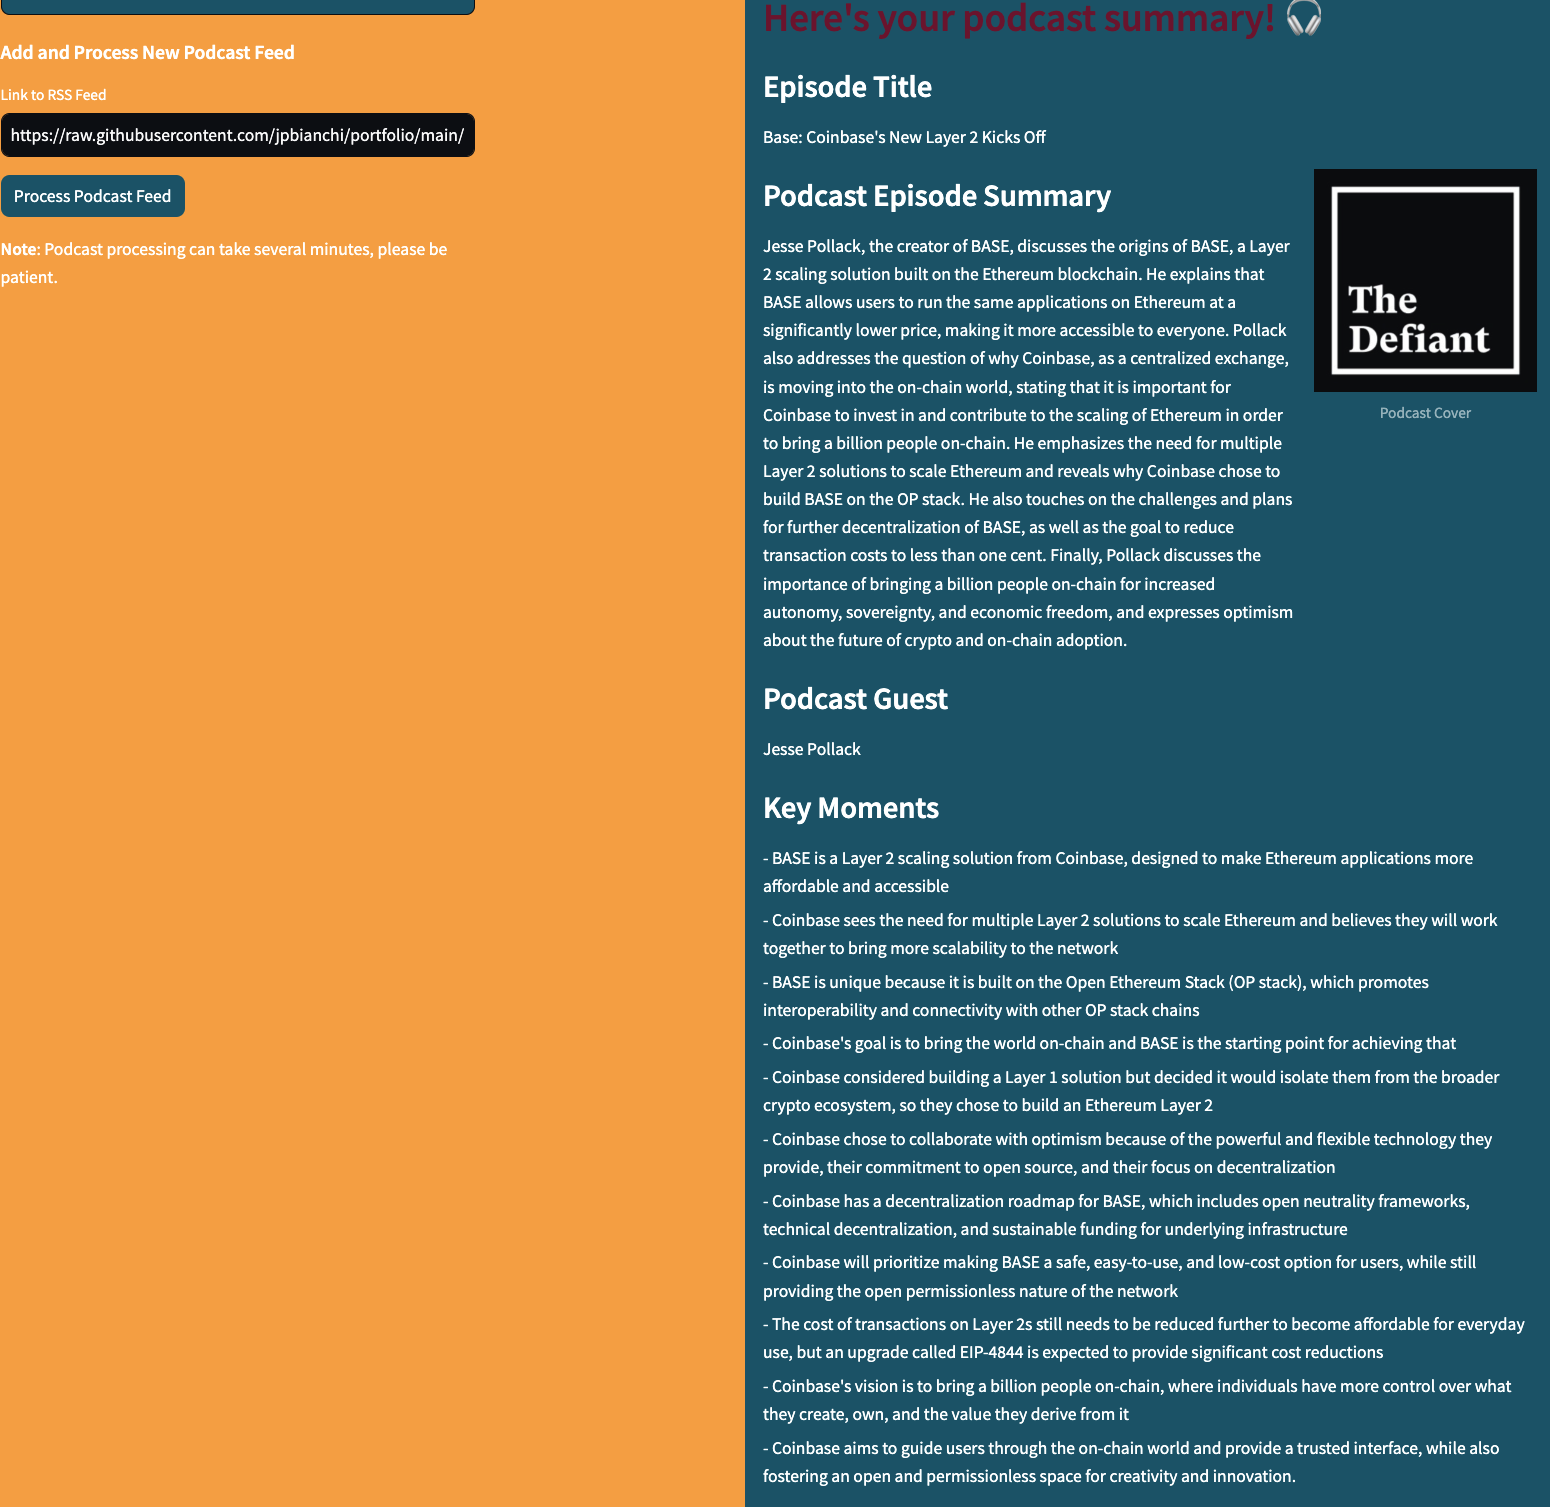 Add and Process New Podcast Feed
Link to RSS Feed
https://raw.githubusercontent.com/jpbianchi/portfolio/main/
Process Podcast Feed
Note: Podcast processing can take several minutes, please be
patient.
Here's your podcast summary! 🎧
Episode Title
Base: Coinbase's New Layer 2 Kicks Off
Podcast Episode Summary
Jesse Pollack, the creator of BASE, discusses the origins of BASE, a Layer
2 scaling solution built on the Ethereum blockchain. He explains that
BASE allows users to run the same applications on Ethereum at a
significantly lower price, making it more accessible to everyone. Pollack
also addresses the question of why Coinbase, as a centralized exchange,
is moving into the on-chain world, stating that it is important for
Coinbase to invest in and contribute to the scaling of Ethereum in order
to bring a billion people on-chain. He emphasizes the need for multiple
Layer 2 solutions to scale Ethereum and reveals why Coinbase chose to
build BASE on the OP stack. He also touches on the challenges and plans
for further decentralization of BASE, as well as the goal to reduce
transaction costs to less than one cent. Finally, Pollack discusses the
importance of bringing a billion people on-chain for increased
autonomy, sovereignty, and economic freedom, and expresses optimism
about the future of crypto and on-chain adoption.
The
Defiant
Podcast Cover
Podcast Guest
Jesse Pollack
Key Moments
- BASE is a Layer 2 scaling solution from Coinbase, designed to make Ethereum applications more
affordable and accessible
- Coinbase sees the need for multiple Layer 2 solutions to scale Ethereum and believes they will work
together to bring more scalability to the network
- BASE is unique because it is built on the Open Ethereum Stack (OP stack), which promotes
interoperability and connectivity with other OP stack chains
- Coinbase's goal is to bring the world on-chain and BASE is the starting point for achieving that
- Coinbase considered building a Layer 1 solution but decided it would isolate them from the broader
crypto ecosystem, so they chose to build an Ethereum Layer 2
- Coinbase chose to collaborate with optimism because of the powerful and flexible technology they
provide, their commitment to open source, and their focus on decentralization
- Coinbase has a decentralization roadmap for BASE, which includes open neutrality frameworks,
technical decentralization, and sustainable funding for underlying infrastructure
- Coinbase will prioritize making BASE a safe, easy-to-use, and low-cost option for users, while still
providing the open permissionless nature of the network
- The cost of transactions on Layer 2s still needs to be reduced further to become affordable for everyday
use, but an upgrade called EIP-4844 is expected to provide significant cost reductions
- Coinbase's vision is to bring a billion people on-chain, where individuals have more control over what
they create, own, and the value they derive from it
- Coinbase aims to guide users through the on-chain world and provide a trusted interface, while also
fostering an open and permissionless space for creativity and innovation.